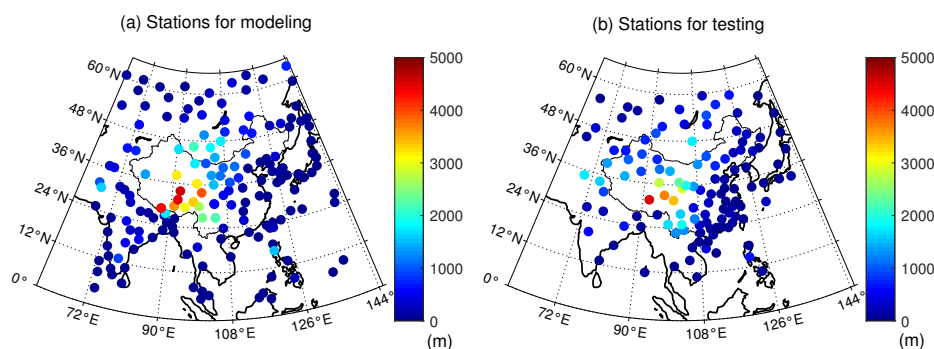 (a) Stations for modeling
60°N
48°N
36°N
24°N
12°N
0°
72°E
90°E
108°E
126°E
144°E
5000
4000
3000
2000
1000
0
(m)
(b) Stations for testing
60°N
48°N
36°N
24°N
12°N
0°
72°E
90°E
108°E
126°E
144°E
5000
4000
3000
2000
1000
0
(m)